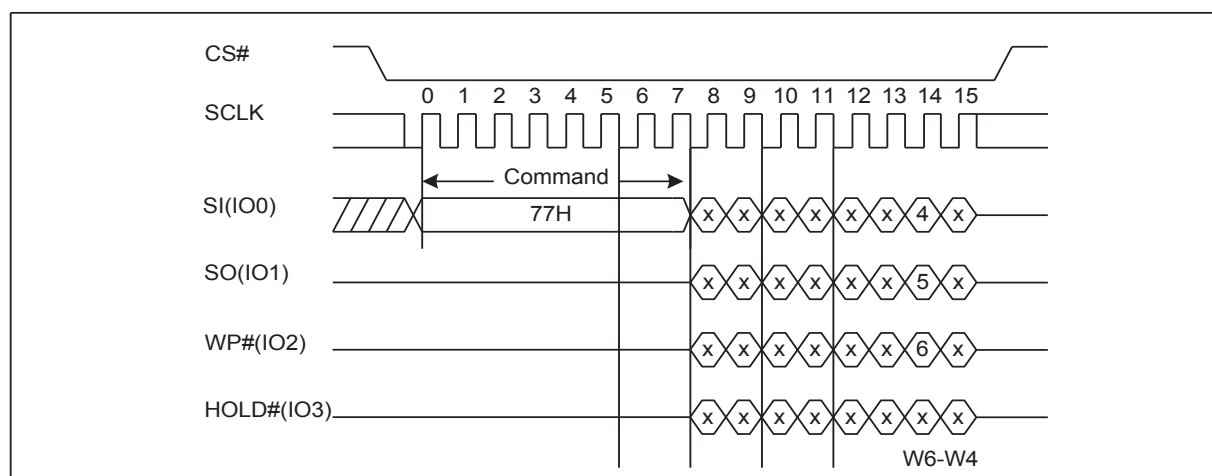 CS#
0 1 2 3 4 5 6 7 8 9 10 11 12 13 14 15
SCLK
Command
SI(IO0) 77H x x x x x x 4 x
SO(IO1) x x x x x x 5 x
WP#(IO2) x x x x x x 6 x
HOLD#(IO3) x x x x x x x x
W6-W4